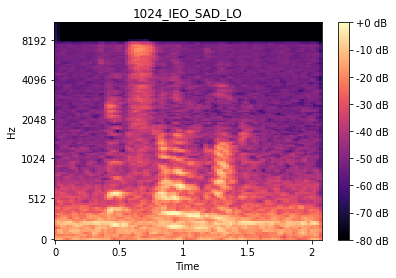 1024_IEO_SAD_LO
+0 dB
8192
-10 dB
4096
-20 dB
-30 dB
2048
Hz
-40 dB
1024
-50 dB
512
-60 dB
-70 dB
0
-80 dB
0
0.5
1
1.5
2
Time